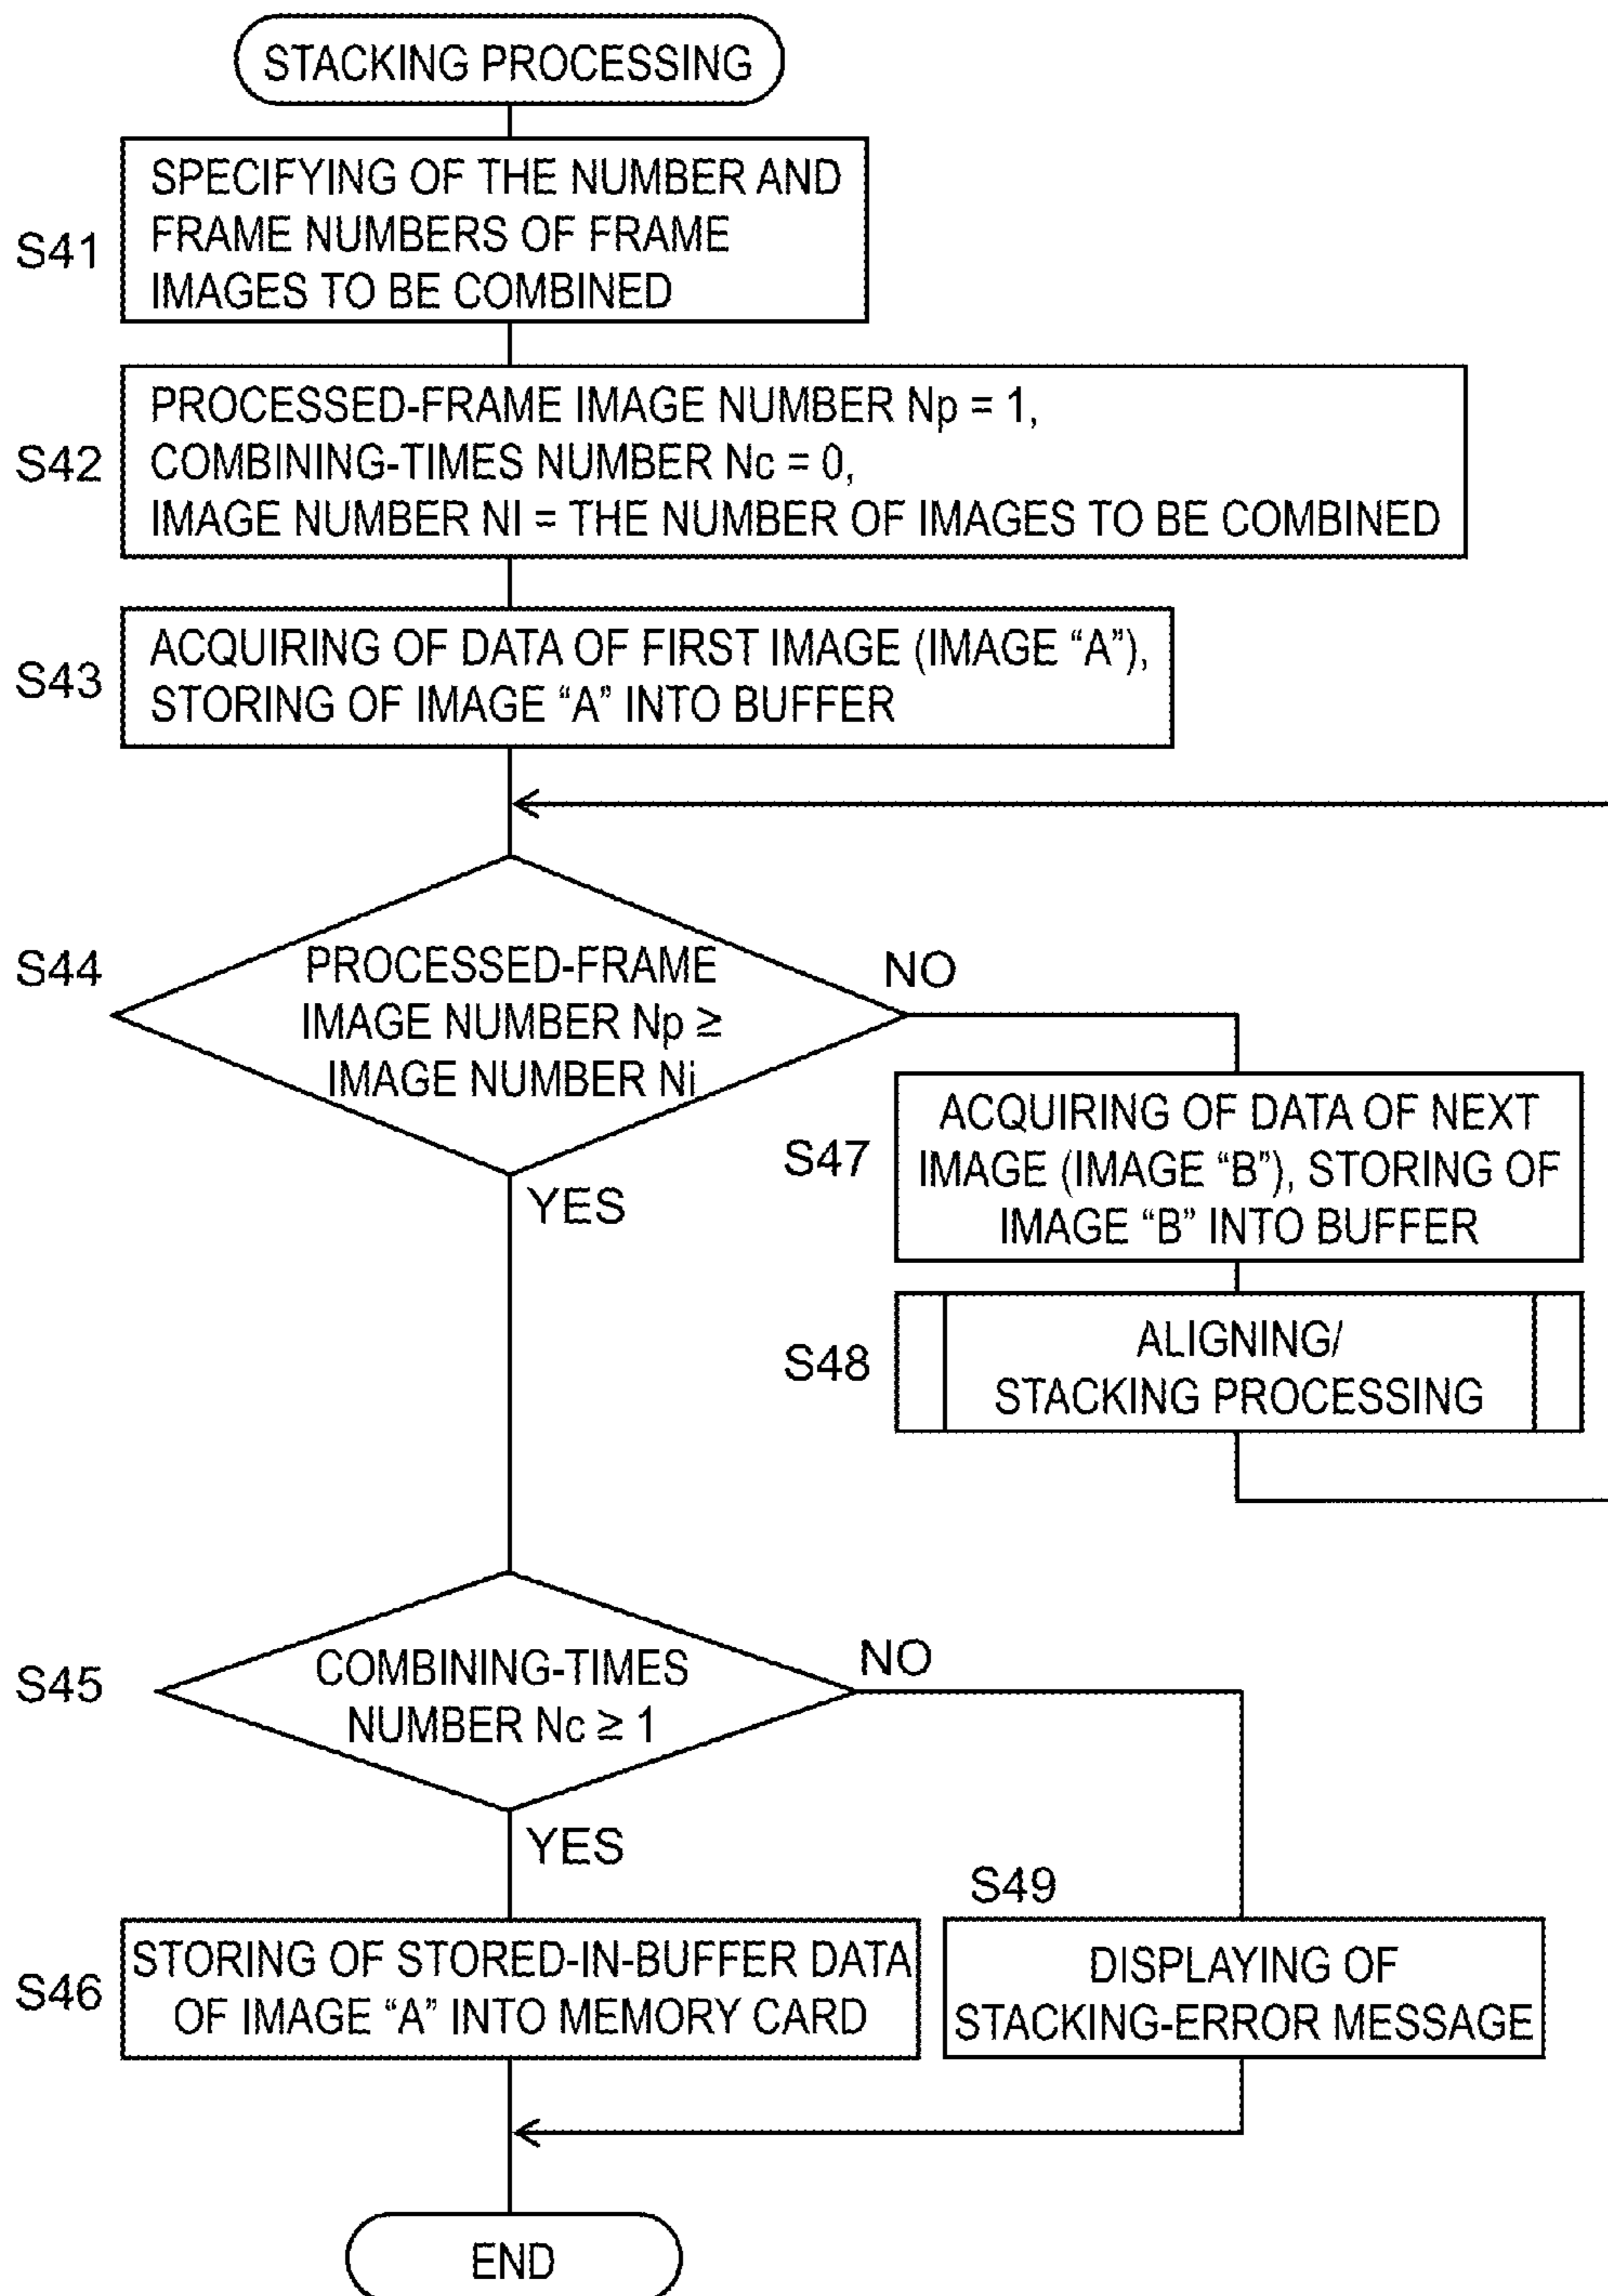 STACKING PROCESSING
S41
SPECIFYING OF THE NUMBER AND
FRAME NUMBERS OF FRAME
IMAGES TO BE COMBINED
S42
PROCESSED-FRAME IMAGE NUMBER Np = 1,
COMBINING-TIMES NUMBER Nc = 0,
IMAGE NUMBER NI = THE NUMBER OF IMAGES TO BE COMBINED
S43
ACQUIRING OF DATA OF FIRST IMAGE (IMAGE “A”),
STORING OF IMAGE “A” INTO BUFFER
S44
PROCESSED-FRAME
IMAGE NUMBER Np ≥
IMAGE NUMBER Ni
NO
YES
S47
ACQUIRING OF DATA OF NEXT
IMAGE (IMAGE “B”), STORING OF
IMAGE “B” INTO BUFFER
S48
ALIGNING/
STACKING PROCESSING
S45
COMBINING-TIMES
NUMBER Nc ≥ 1
NO
YES
S46
STORING OF STORED-IN-BUFFER DATA
OF IMAGE “A” INTO MEMORY CARD
S49
DISPLAYING OF
STACKING-ERROR MESSAGE
END